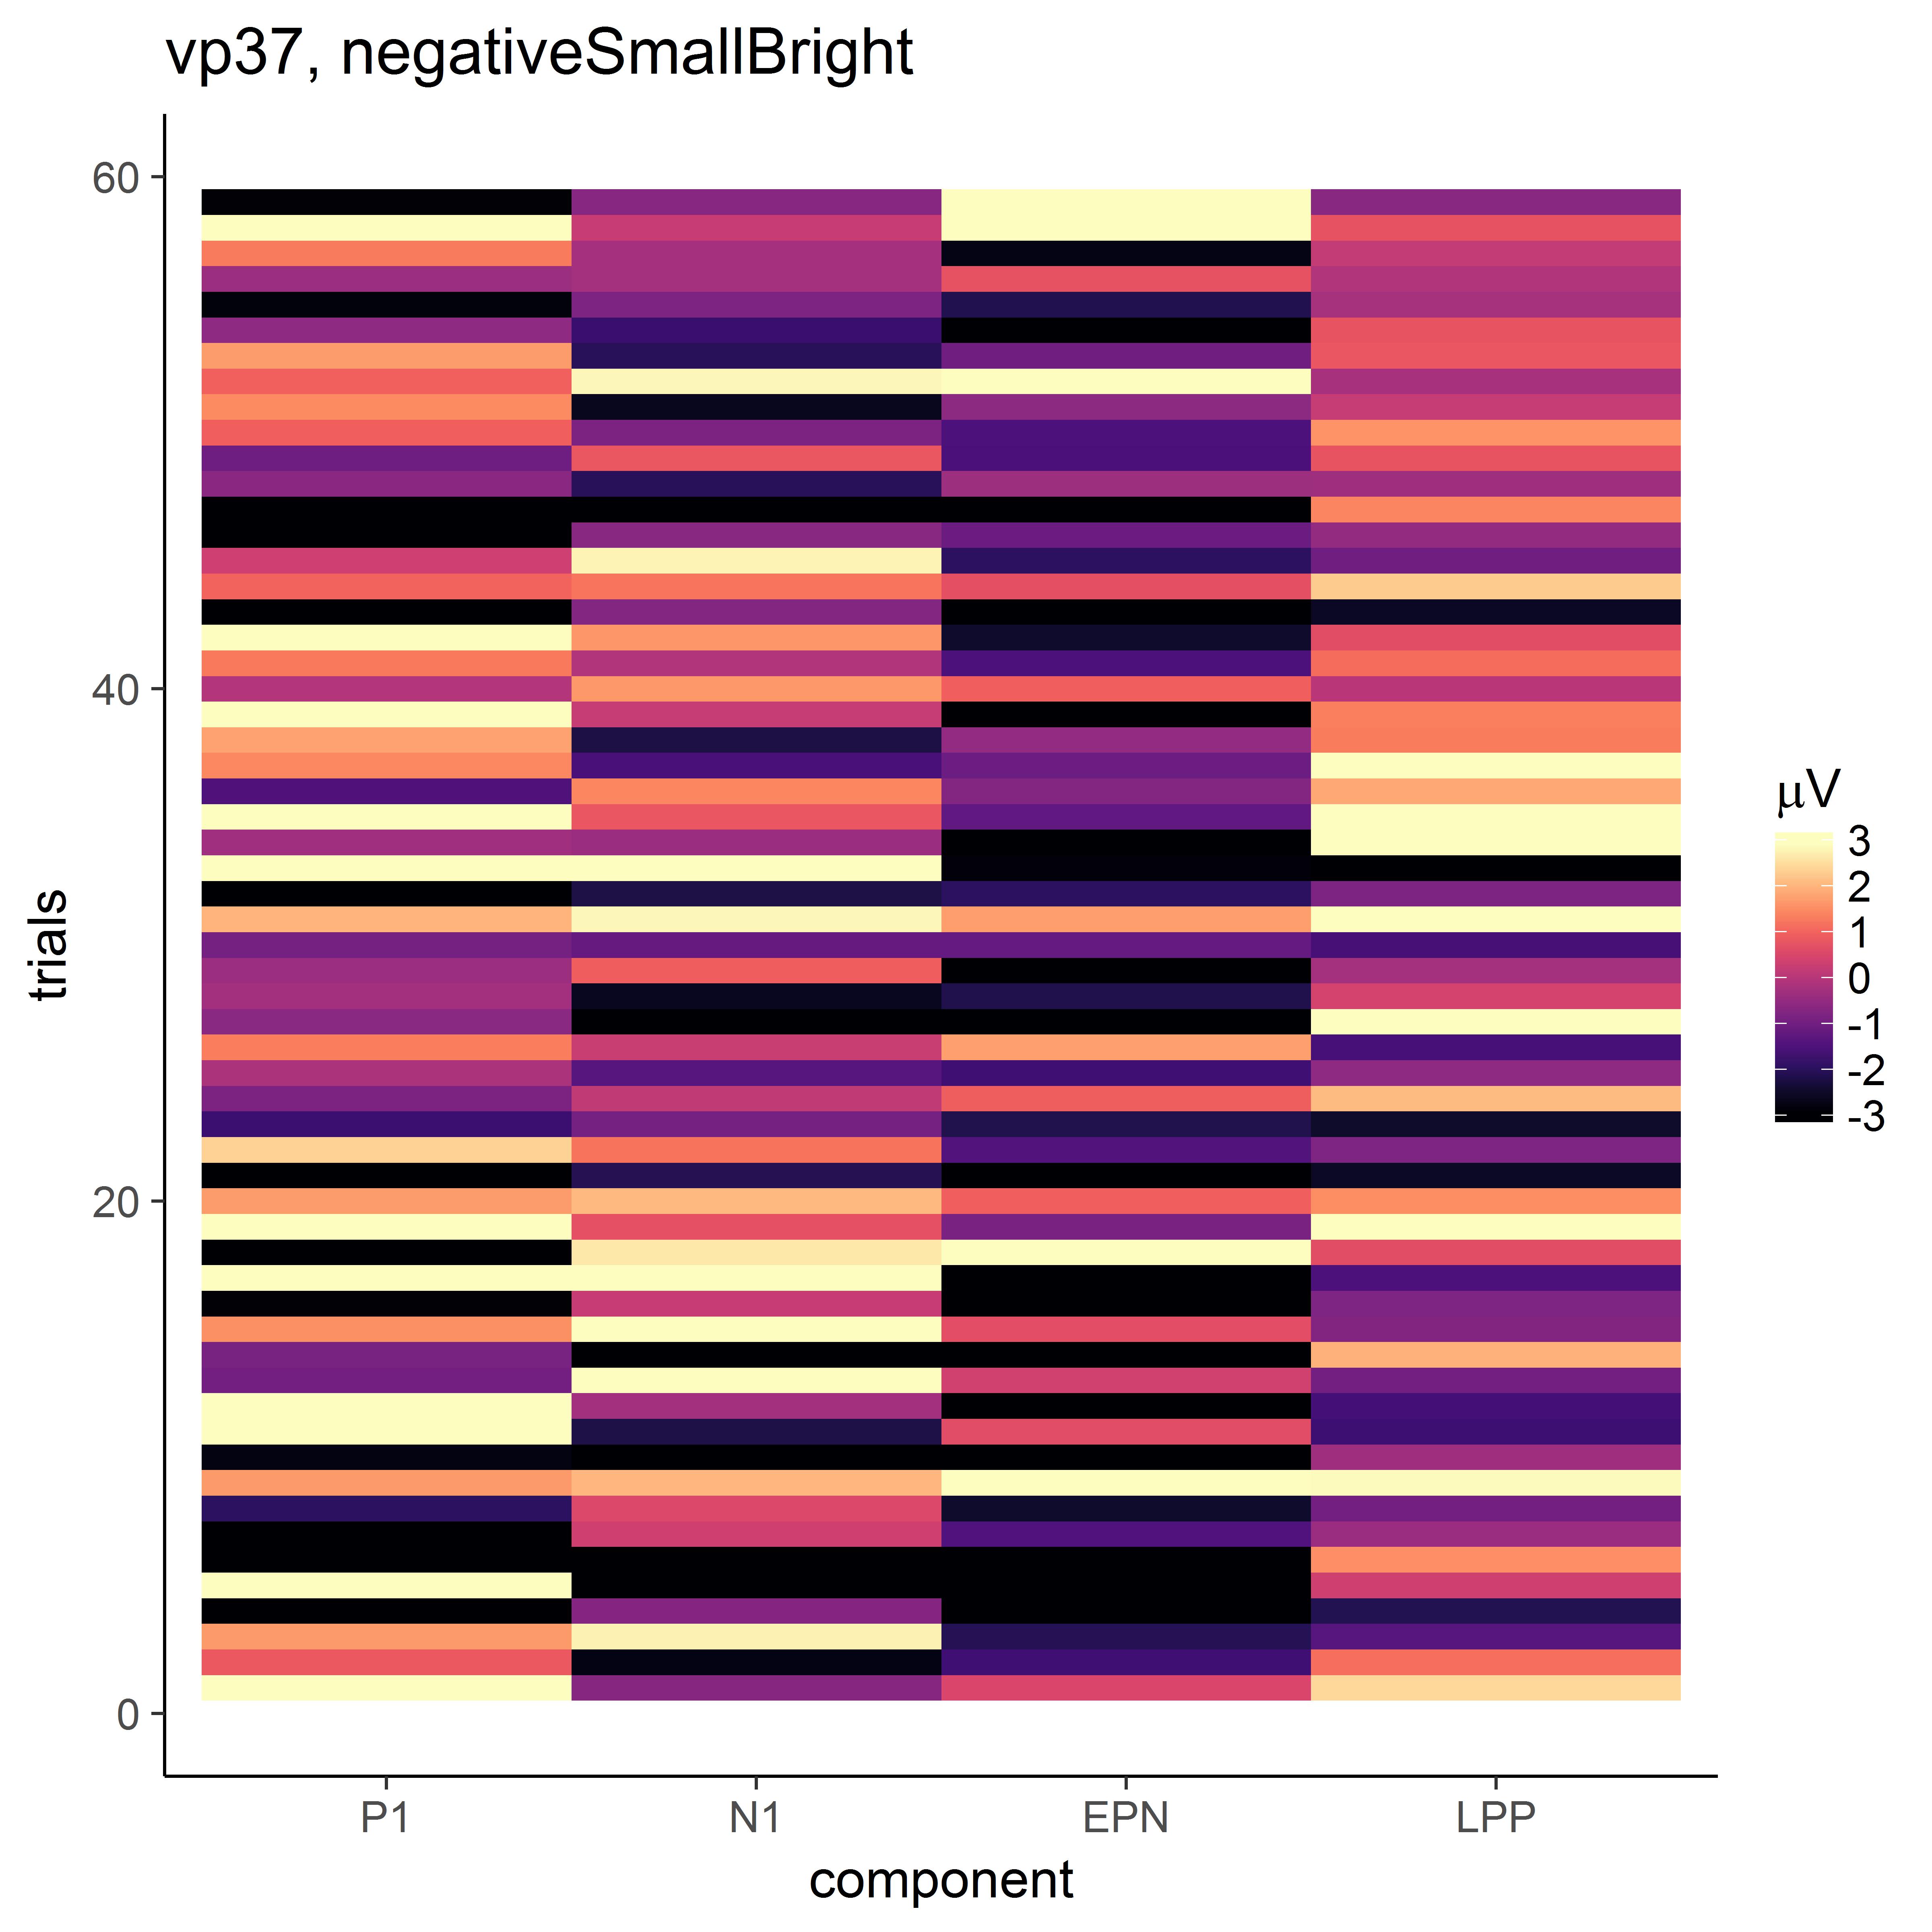 vp37, negativeSmallBright
60
40
20
0
trials
P1 N1 EPN LPP
component
μV
3
2
1
0
-1
-2
-3